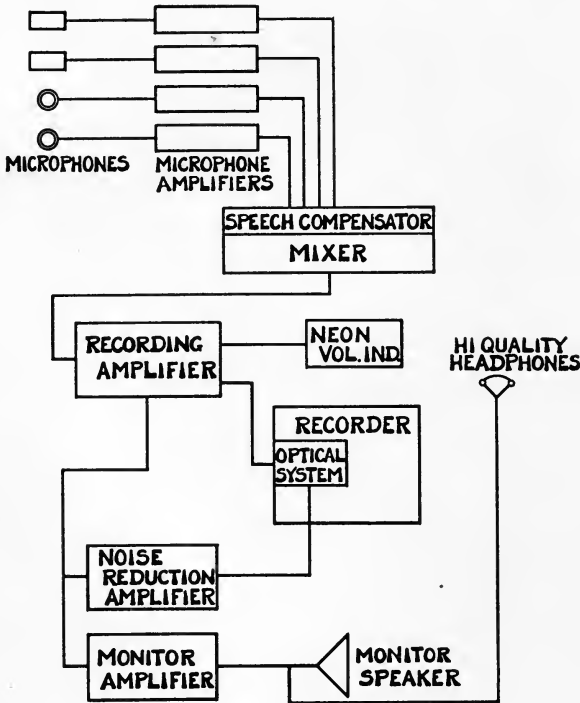 MICROPHONES
MICROPHONE
AMPLIFIERS
SPEECH COMPENSATOR
MIXER
RECORDING
AMPLIFIER
NEON
VOL. IND.
HI QUALITY
HEADPHONES
RECORDER
OPTICAL
SYSTEM
NOISE
REDUCTION
AMPLIFIER
MONITOR
AMPLIFIER
MONITOR
SPEAKER